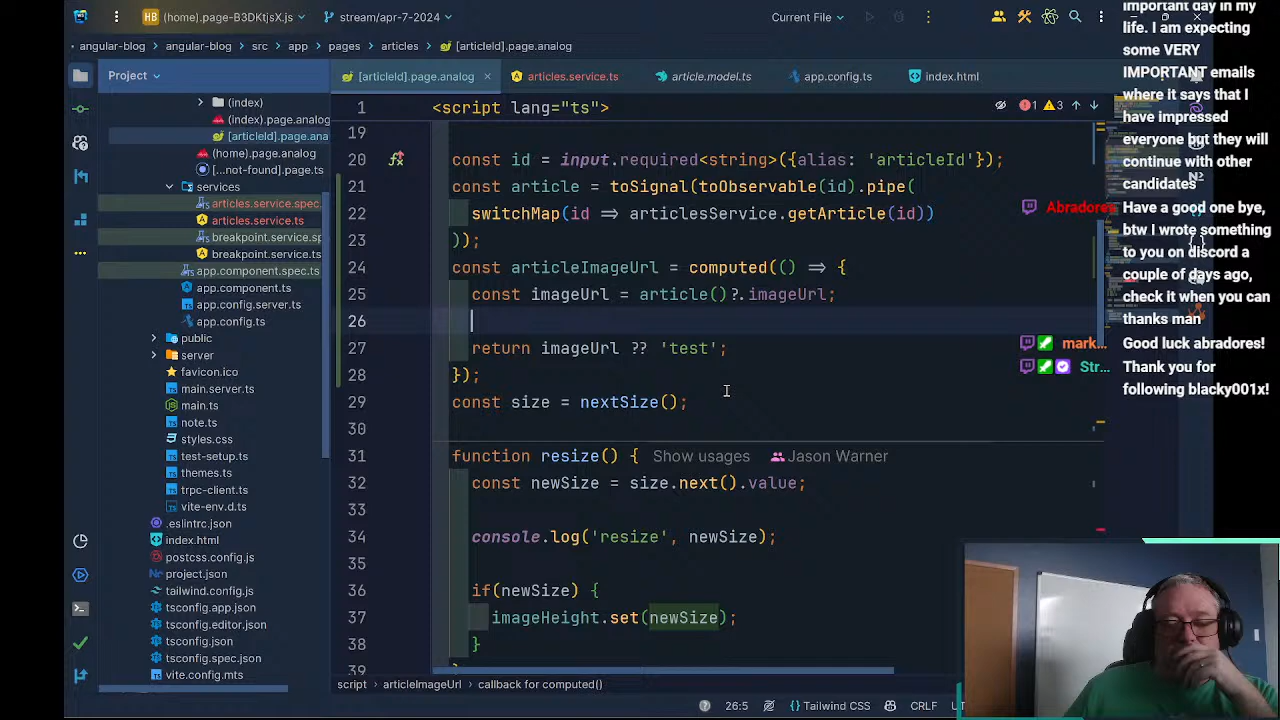 HB (home).page-B3DKtjsX.js
stream/apr-7-2024
Current File
angular-blog
angular-blog
src
app
pages
articles
[articleId].page.analog
Project
[articleId].page.analog
articles.service.ts
article.model.ts
app.config.ts
index.html
(index)
(index).page.analog
[articleId].page.ana
(home).page.analog
[...not-found].page.ts
services
articles.service.spec.
articles.service.ts
breakpoint.service.sp
breakpoint.service.ts
app.component.spec.ts
app.component.ts
app.config.server.ts
app.config.ts
public
server
favicon.ico
main.server.ts
main.ts
note.ts
styles.css
test-setup.ts
themes.ts
trpc-client.ts
vite-env.d.ts
.eslintrc.json
index.html
postcss.config.js
project.json
tailwind.config.js
tsconfig.app.json
tsconfig.editor.json
tsconfig.json
tsconfig.spec.json
vite.config.mts
1 <script lang="ts">
1 3
19
20 const id = input.required<string>({alias: 'articleId'});
21 const article = toSignal(toObservable(id).pipe(
22 switchMap(id => articlesService.getArticle(id))
23 ));
24 const articleImageUrl = computed(() => {
25 const imageUrl = article()?.imageUrl;
26
27 return imageUrl ?? 'test';
28 });
29 const size = nextSize();
30
31 function resize() { Show usages Jason Warner
32 const newSize = size.next().value;
33
34 console.log('resize', newSize);
35
36 if(newSize) {
37 imageHeight.set(newSize);
38 }
39
script
articleImageUrl
callback for computed()
26:5
Tailwind CSS
CRLF
important day in my
life. I am expecting
some VERY
IMPORTANT emails
where it says that I
have impressed
everyone but they will
continue with other
candidates
Abradores
Have a good one bye,
btw I wrote something
to you on discord a
couple of days ago,
check it when you can
thanks man
mark...
Good luck abradores!
Str...
Thank you for
following blacky001x!